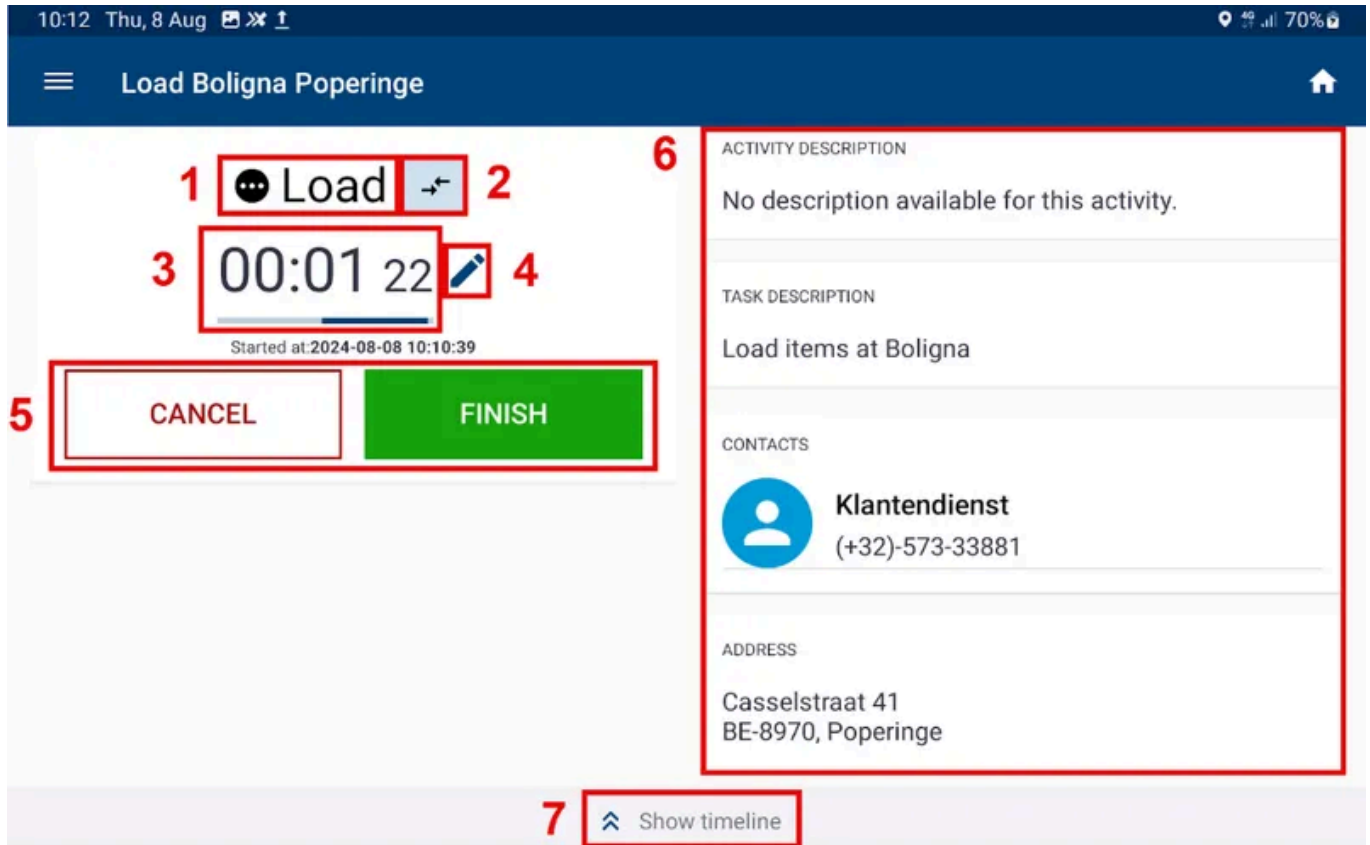 10:12 Thu, 8 Aug 4G 70%
Load Boligna Poperinge
1 Load 2
3 00:01 22 4
Started at:2024-08-08 10:10:39
5 CANCEL FINISH
6 ACTIVITY DESCRIPTION
No description available for this activity.
TASK DESCRIPTION
Load items at Boligna
CONTACTS
Klantendienst
(+32)-573-33881
ADDRESS
Casselstraat 41
BE-8970, Poperinge
7 Show timeline